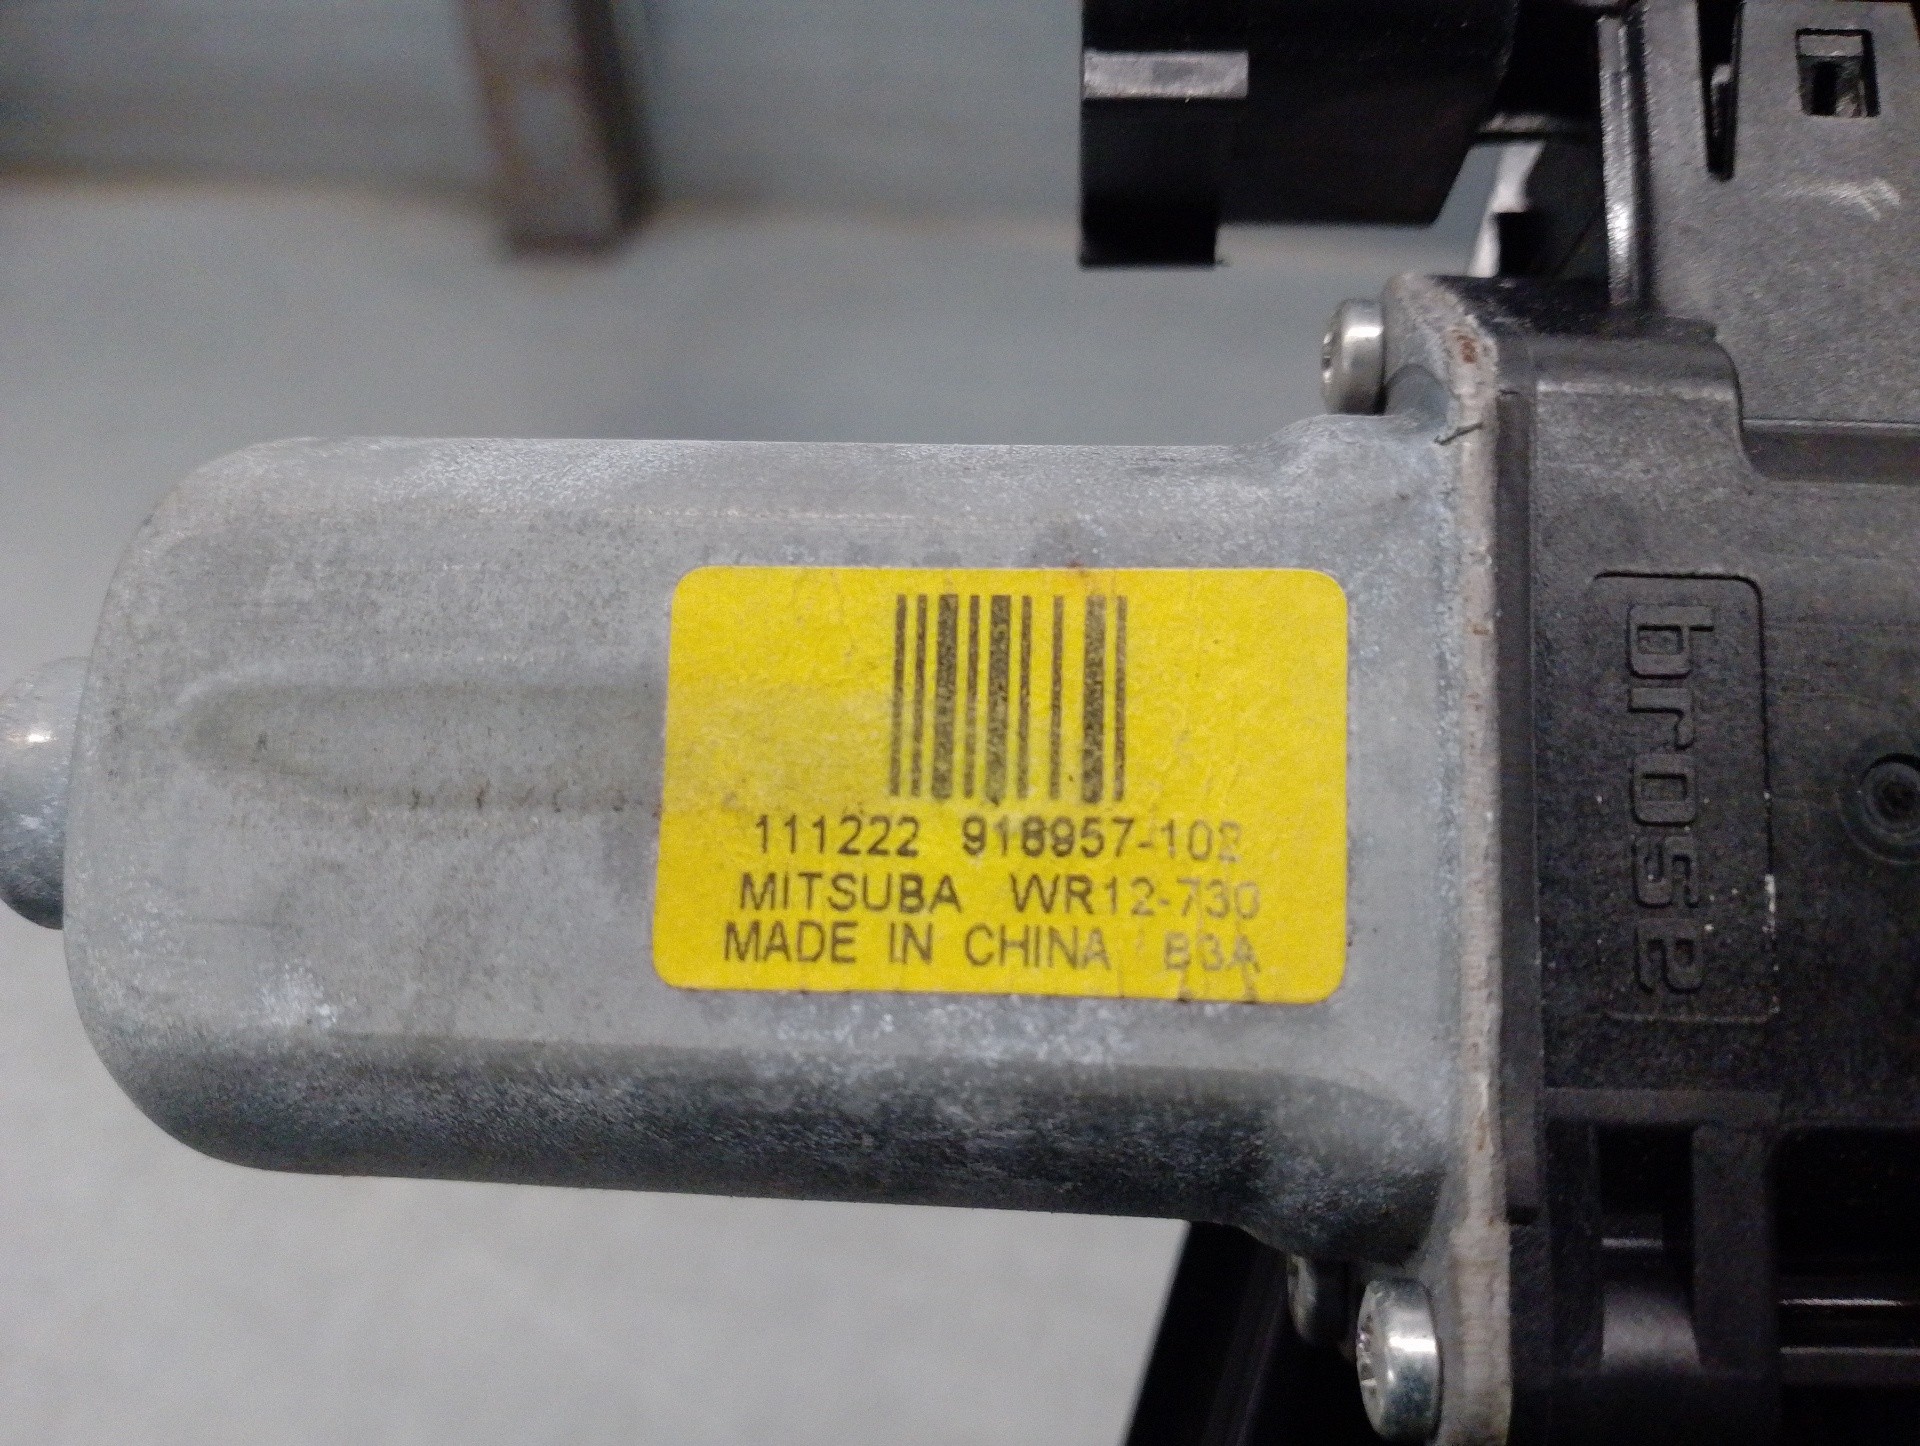 111222 918957-102
MITSUBA WR12-730
MADE IN CHINA B3A
brose